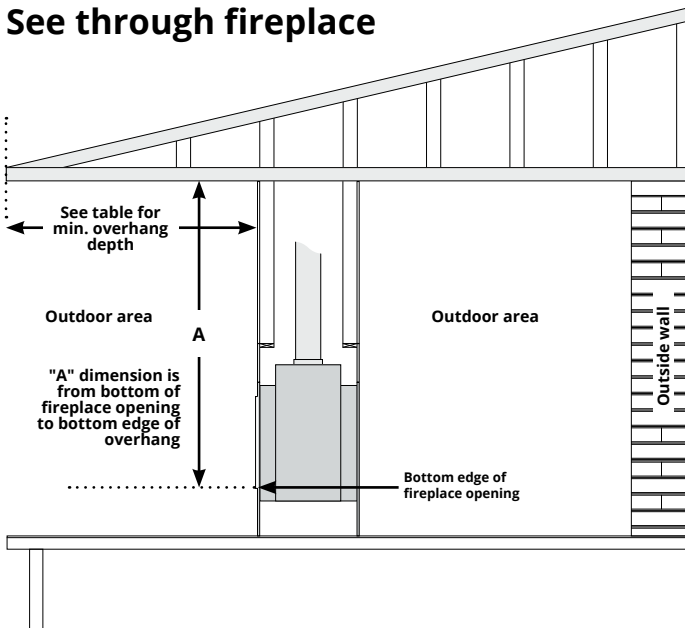 See through fireplace
See table for
min. overhang
depth
Outdoor area
A
Outdoor area
Outside wall
"A" dimension is
from bottom of
fireplace opening
to bottom edge of
overhang
Bottom edge of
fireplace opening